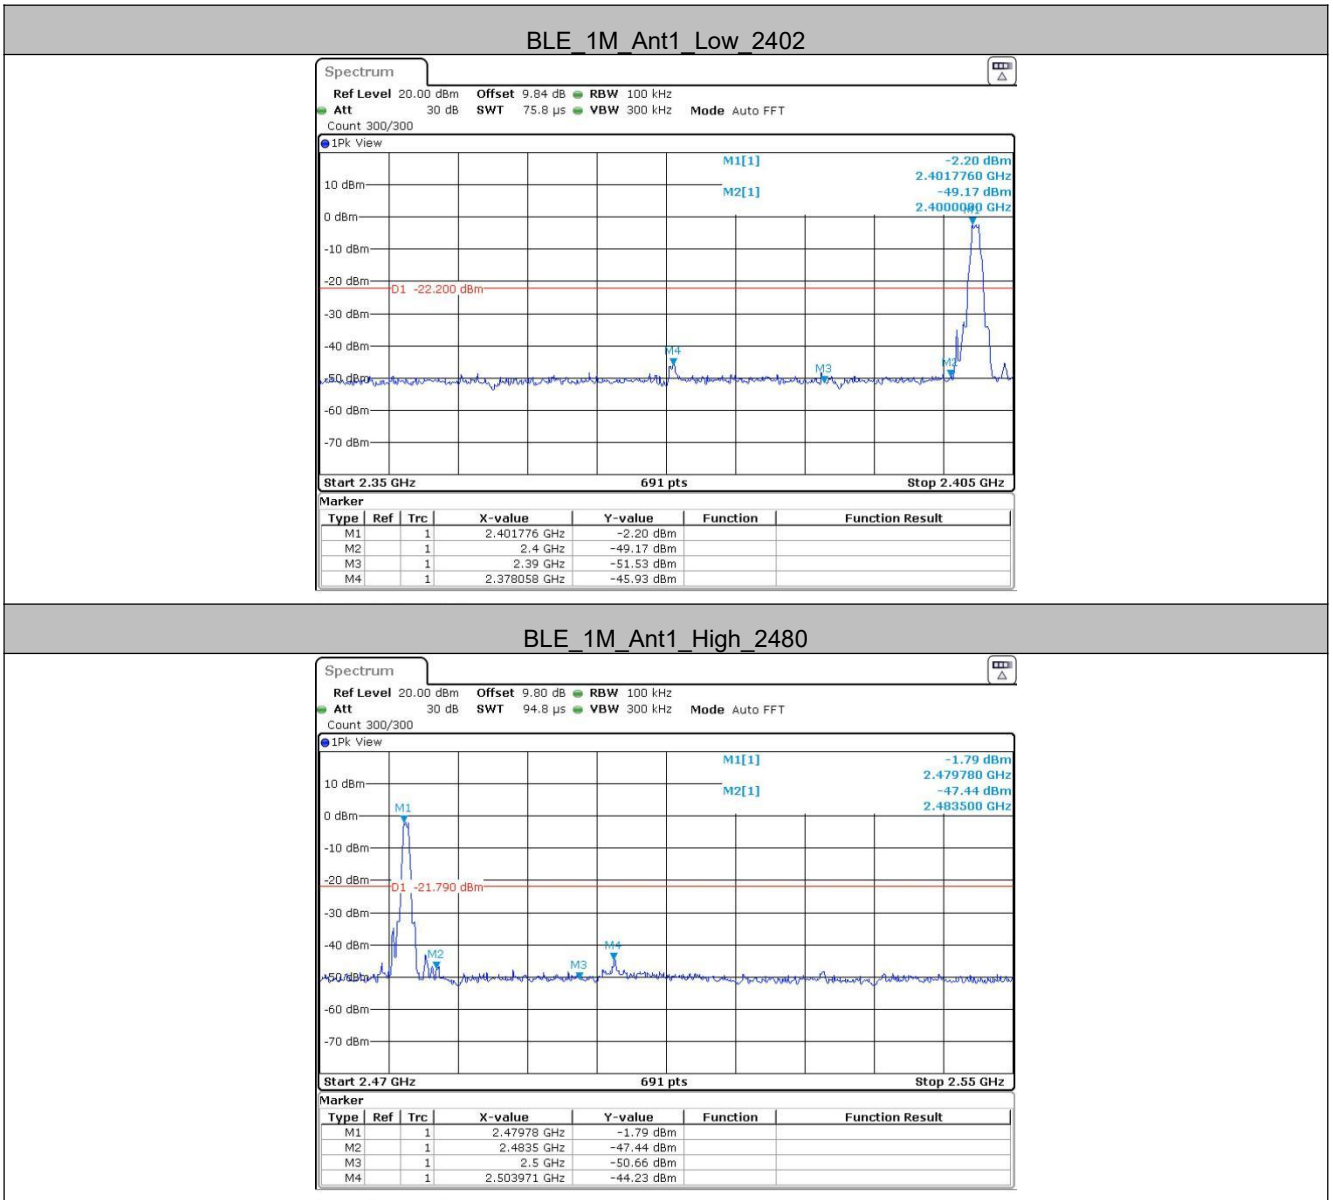 BLE_1M_Ant1_Low_2402
Spectrum
Ref Level 20.00 dBm Offset 9.84 dB RBW 100 kHz
Att 30 dB SWT 75.8 µs VBW 300 kHz Mode Auto FFT
Count 300/300
1Pk View
M1[1] -2.20 dBm
2.4017760 GHz
10 dBm
M2[1] -49.17 dBm
2.4000000 GHz
M1
0 dBm
-10 dBm
-20 dBm
D1 -22.200 dBm
-30 dBm
-40 dBm
M4
M3
M2
-50 dBm
-60 dBm
-70 dBm
Start 2.35 GHz 691 pts Stop 2.405 GHz
Marker
Type Ref Trc X-value Y-value Function Function Result
M1 1 2.401776 GHz -2.20 dBm
M2 1 2.4 GHz -49.17 dBm
M3 1 2.39 GHz -51.53 dBm
M4 1 2.378058 GHz -45.93 dBm
BLE_1M_Ant1_High_2480
Spectrum
Ref Level 20.00 dBm Offset 9.80 dB RBW 100 kHz
Att 30 dB SWT 94.8 µs VBW 300 kHz Mode Auto FFT
Count 300/300
1Pk View
M1[1] -1.79 dBm
2.479780 GHz
10 dBm
M2[1] -47.44 dBm
2.483500 GHz
M1
0 dBm
-10 dBm
-20 dBm
D1 -21.790 dBm
-30 dBm
-40 dBm
M4
M2
M3
-50 dBm
-60 dBm
-70 dBm
Start 2.47 GHz 691 pts Stop 2.55 GHz
Marker
Type Ref Trc X-value Y-value Function Function Result
M1 1 2.47978 GHz -1.79 dBm
M2 1 2.4835 GHz -47.44 dBm
M3 1 2.5 GHz -50.66 dBm
M4 1 2.503971 GHz -44.23 dBm